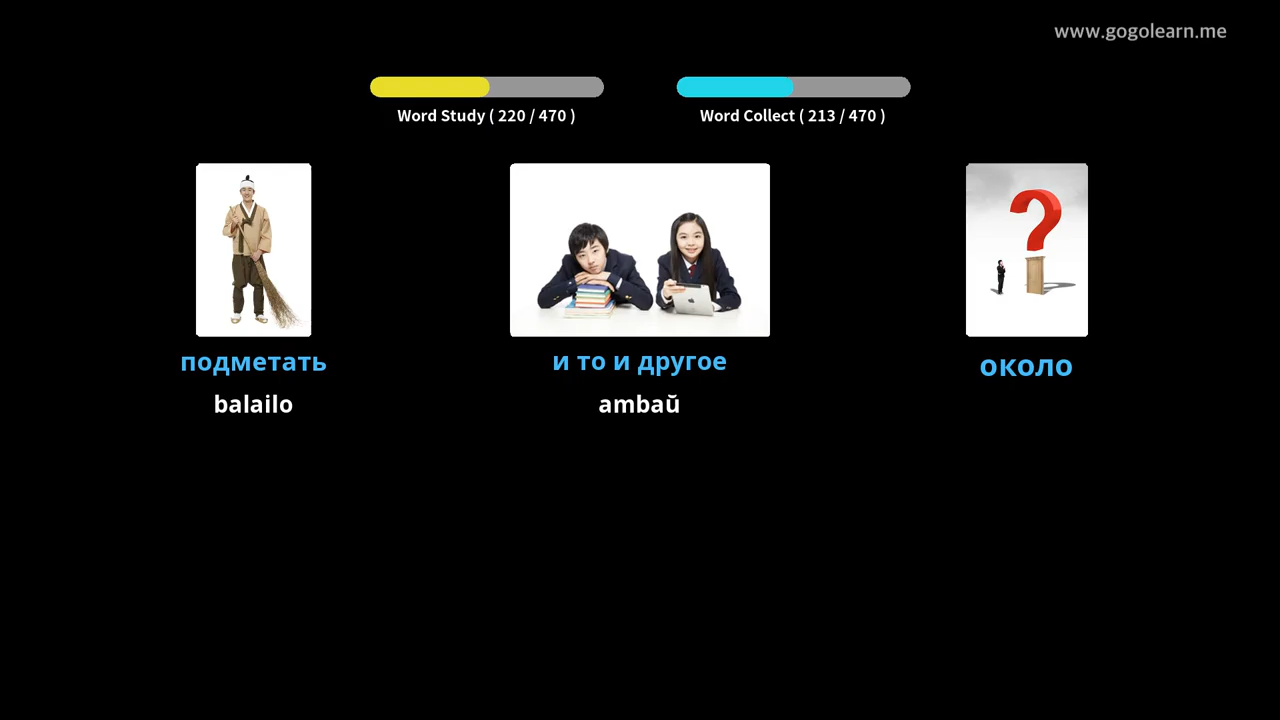 www.gogolearn.me
Word Study ( 220 / 470 )
Word Collect ( 213 / 470 )
подметать
и то и другое
около
balailo
ambaŭ